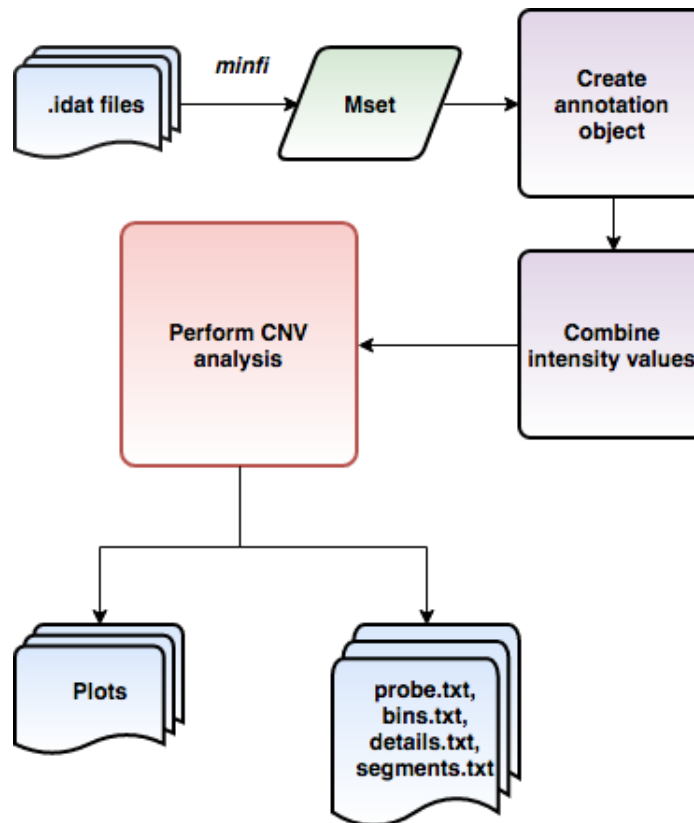 .idat files
minfi
Mset
Create
annotation
object
Perform CNV
analysis
Combine
intensity values
Plots
probe.txt,
bins.txt,
details.txt,
segments.txt